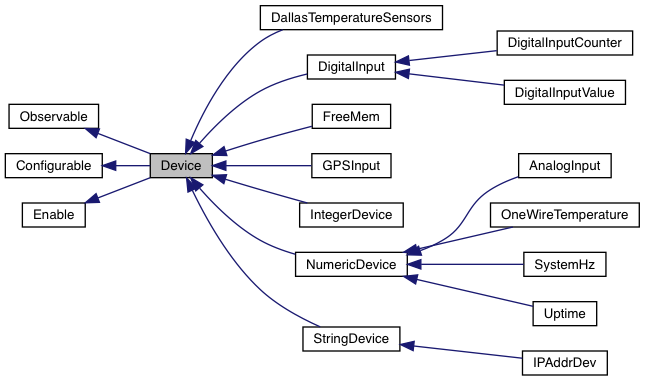 DallasTemperatureSensors
DigitalInputCounter
DigitalInput
DigitalInputValue
Observable
FreeMem
Configurable
Device
GPSInput
AnalogInput
Enable
IntegerDevice
OneWireTemperature
NumericDevice
SystemHz
Uptime
StringDevice
IPAddrDev